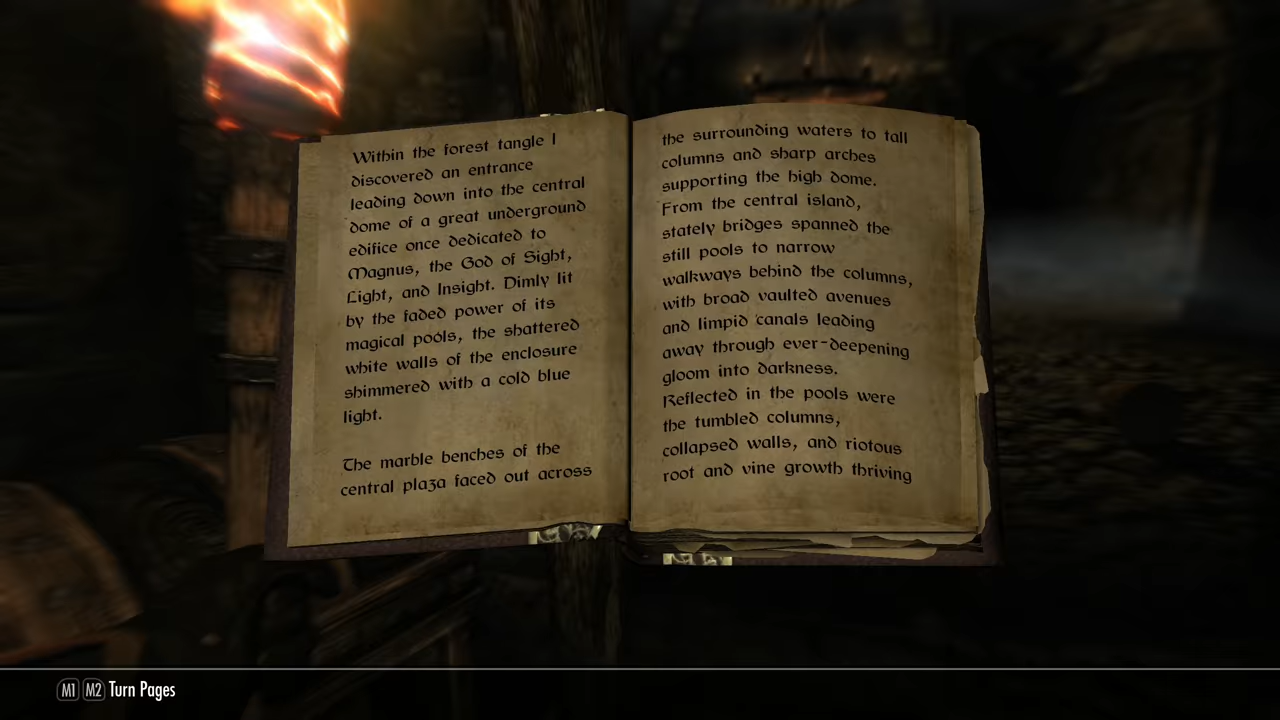 Within the forest tangle I
discovered an entrance
leading down into the central
dome of a great underground
edifice once dedicated to
Magnus, the God of Sight,
Light, and Insight. Dimly lit
by the faded power of its
magical pools, the shattered
white walls of the enclosure
shimmered with a cold blue
light.
The marble benches of the
central plaza faced out across
the surrounding waters to tall
columns and sharp arches
supporting the high dome.
From the central island,
stately bridges spanned the
still pools to narrow
walkways behind the columns,
with broad vaulted avenues
and limpid canals leading
away through ever-deepening
gloom into darkness.
Reflected in the pools were
the tumbled columns,
collapsed walls, and riotous
root and vine growth thriving
M1 M2 Turn Pages